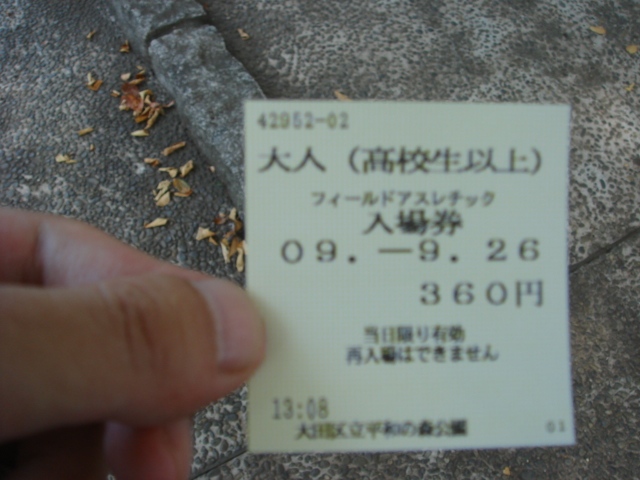 42952-02
大人（高校生以上）
フィールドアスレチック
入場券
09.－9.26
360円
当日限り有効
再入場はできません
13:08
大田区立平和の森公園
01